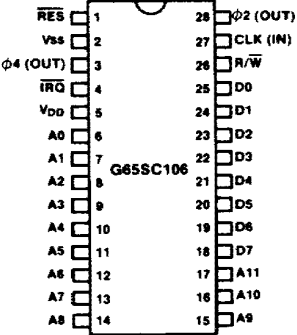 R̅E̅S̅ 1 28 ϕ2 (OUT)
Vss 2 27 CLK (IN)
ϕ4 (OUT) 3 26 R/W̅
I̅R̅Q̅ 4 25 D0
VDD 5 24 D1
A0 6 23 D2
A1 7 22 D3
G65SC106
A2 8 21 D4
A3 9 20 D5
A4 10 19 D6
A5 11 18 D7
A6 12 17 A11
A7 13 16 A10
A8 14 15 A9